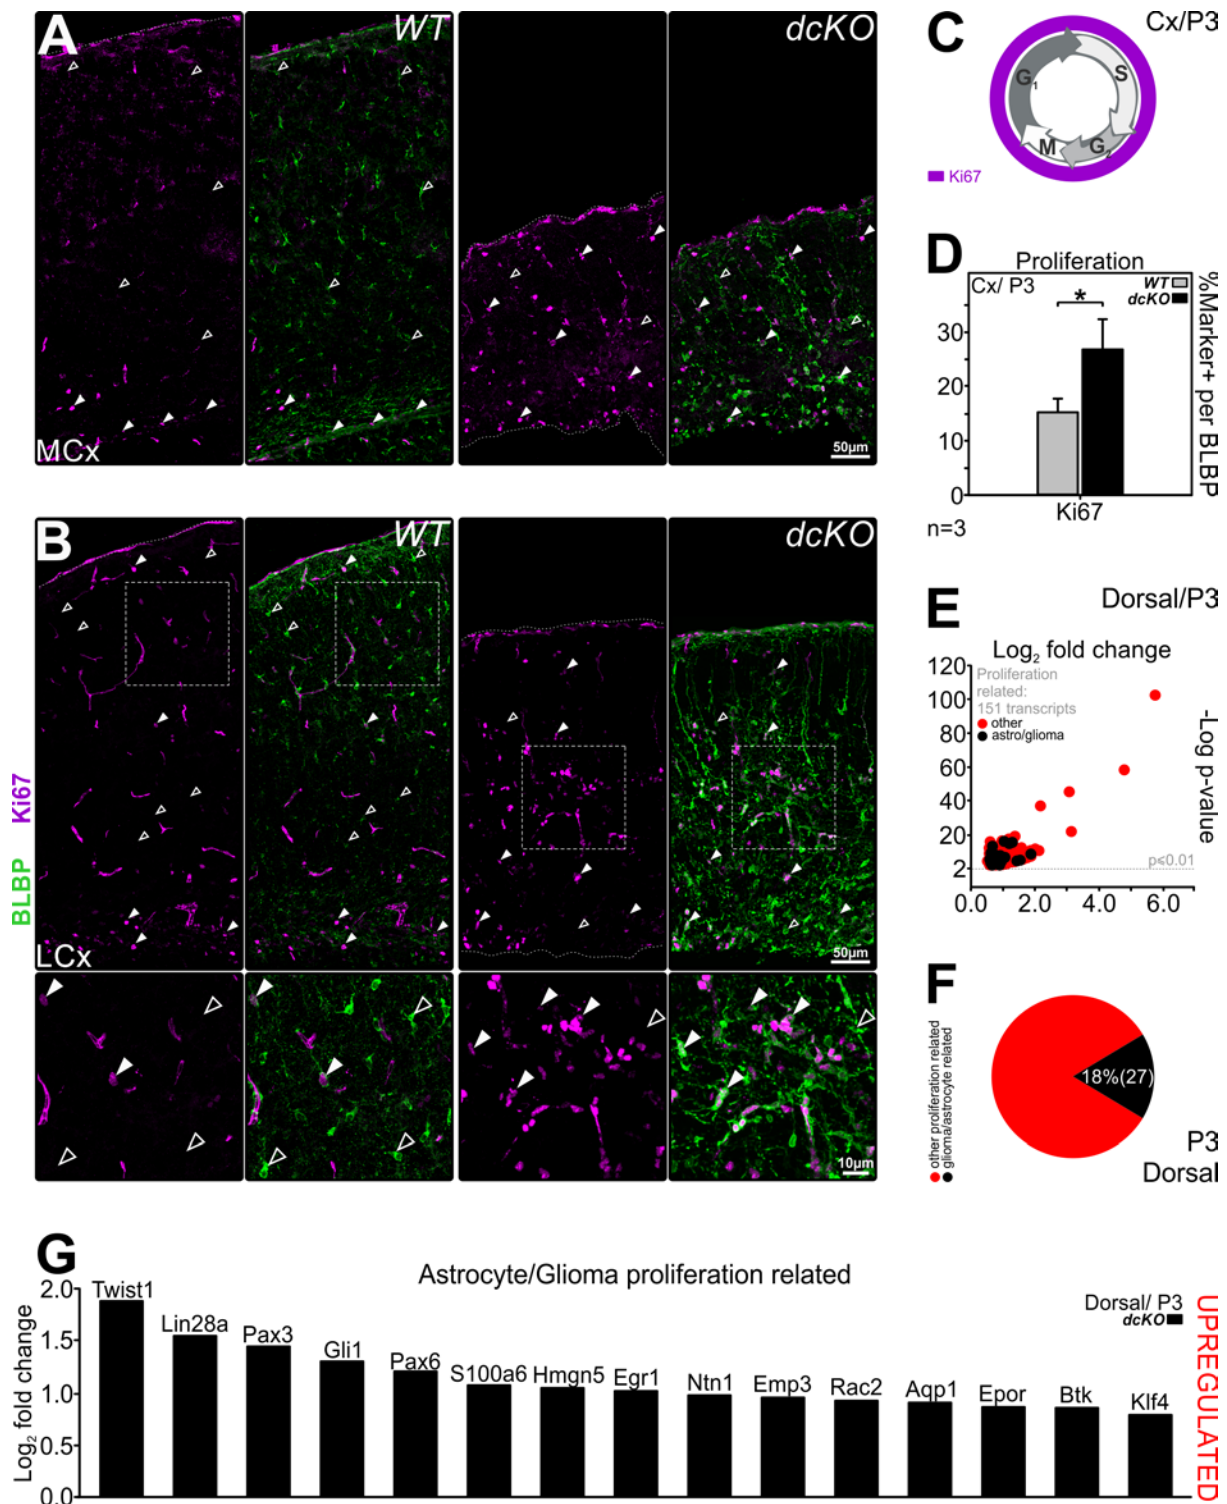 A
WT
dcKO
MCx
50µm
C
Cx/P3
G1
S
M
G2
Ki67
D
Proliferation
Cx/ P3
WT
dcKO
*
30
20
10
0
Ki67
%Marker+ per BLBP
n=3
B
WT
dcKO
BLBP Ki67
LCx
50µm
10µm
E
Dorsal/P3
Log2 fold change
120
100
80
60
40
20
2
Proliferation
related:
151 transcripts
other
astro/glioma
p≤0.01
-Log p-value
0.0 2.0 4.0 6.0
F
other proliferation related
glioma/astrocyte related
18%(27)
P3
Dorsal
G
Astrocyte/Glioma proliferation related
Log2 fold change
2.0
1.5
1.0
0.5
0.0
Twist1
Lin28a
Pax3
Gli1
Pax6
S100a6
Hmgn5
Egr1
Ntn1
Emp3
Rac2
Aqp1
Epor
Btk
Klf4
Dorsal/ P3
dcKO
UPREGULATED